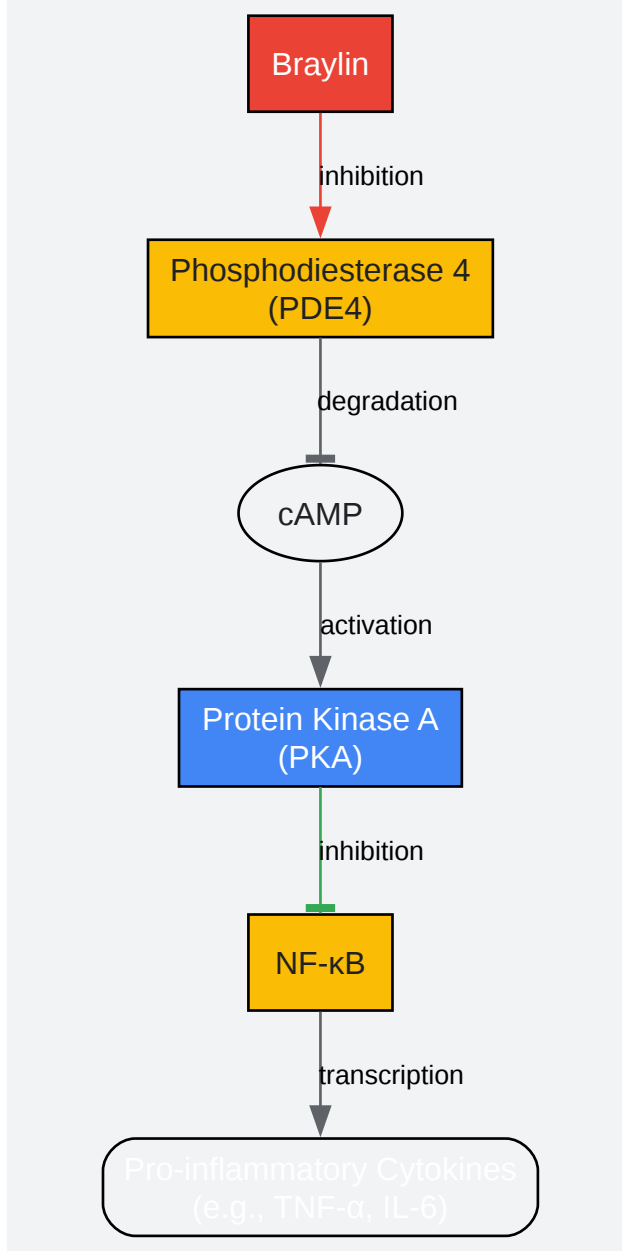 Braylin
inhibition
Phosphodiesterase 4
(PDE4)
degradation
cAMP
activation
Protein Kinase A
(PKA)
inhibition
NF-κB
transcription
Pro-inflammatory Cytokines
(e.g., TNF-α, IL-6)